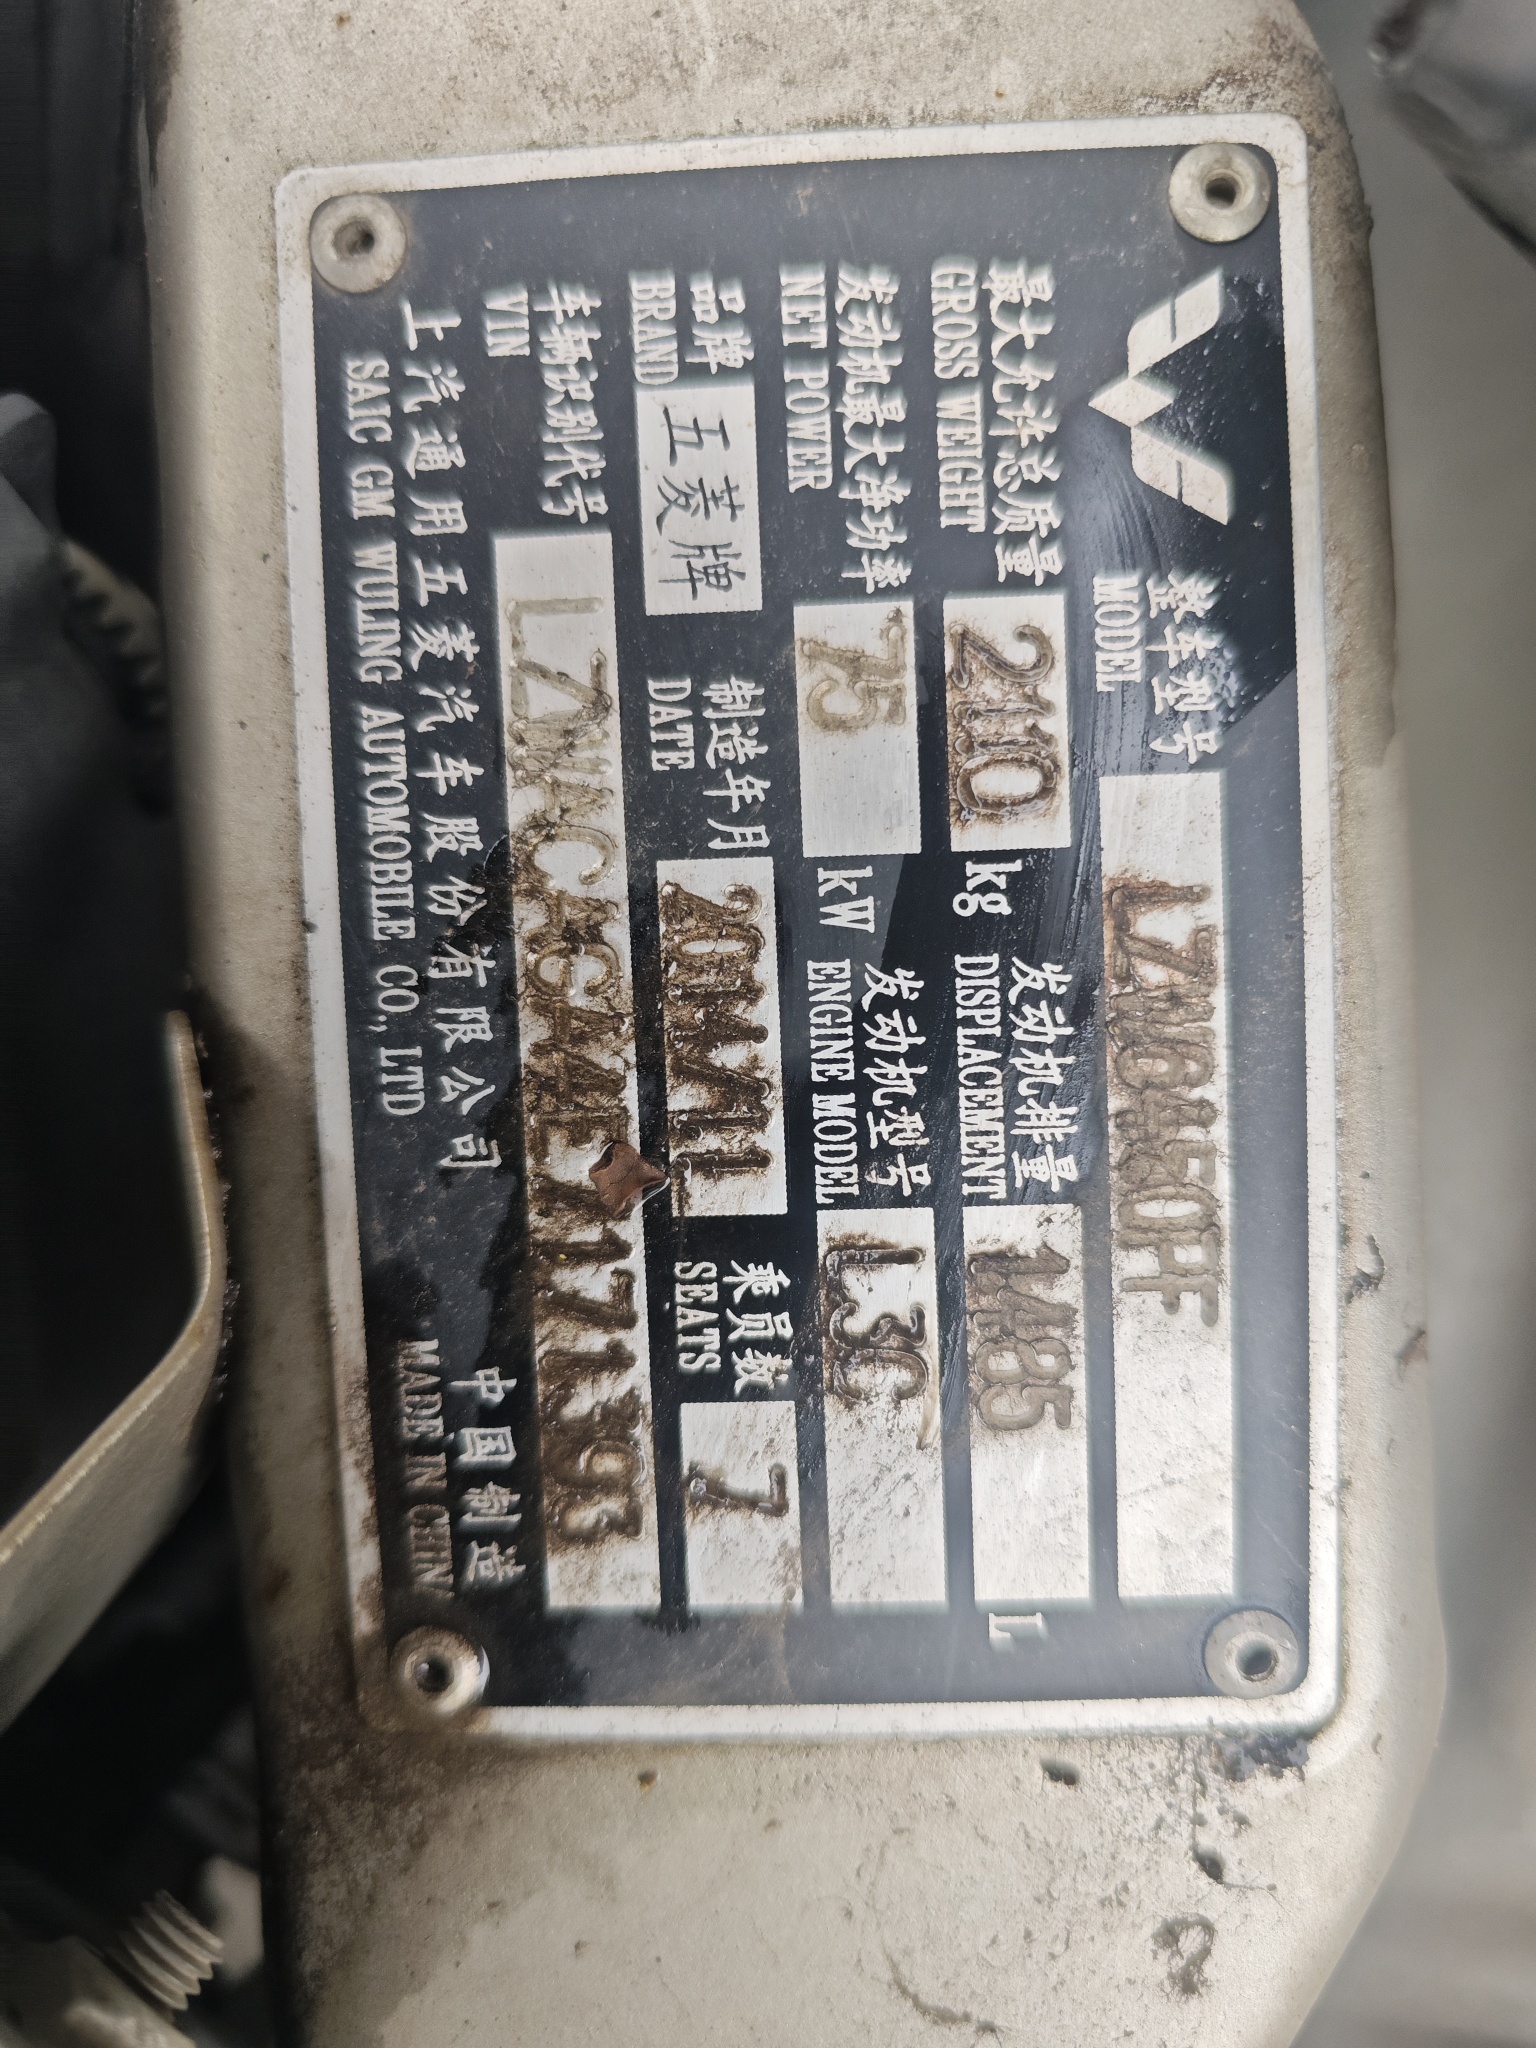 整车型号
MODEL
LZW6450PF
最大允许总质量
GROSS WEIGHT
2110
kg
发动机排量
DISPLACEMENT
1.485
L
发动机最大净功率
NET POWER
75
kW
发动机型号
ENGINE MODEL
L3C
品牌
BRAND
五菱牌
制造年月
DATE
2014/11
乘员数
SEATS
7
车辆识别代号
VIN
上汽通用五菱汽车股份有限公司
SAIC GM WULING AUTOMOBILE CO., LTD
中国制造
MADE IN CHIN